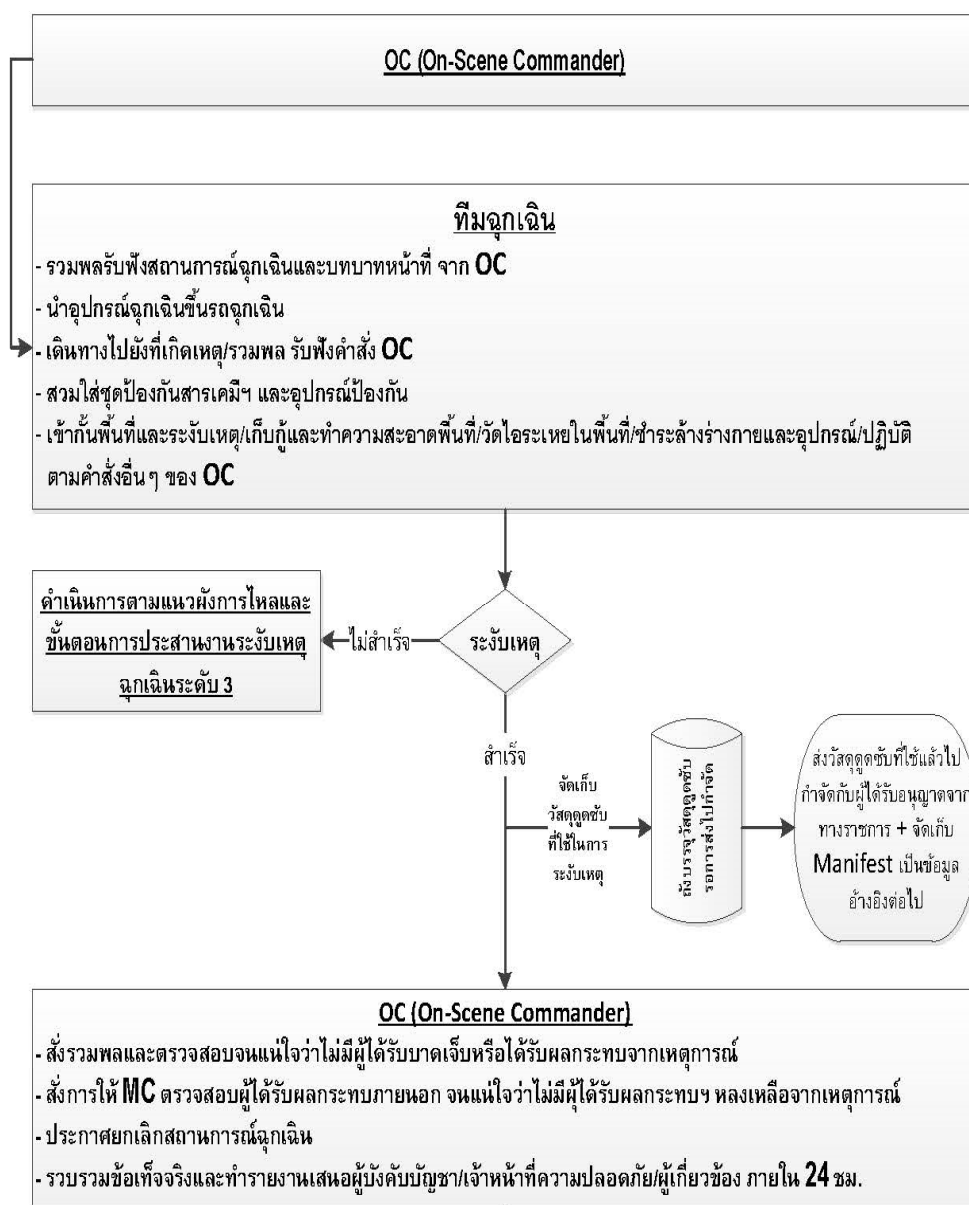 OC (On-Scene Commander)
ทีมฉุกเฉิน
- รวมพลรับฟังสถานการณ์ฉุกเฉินและบทบาทหน้าที่ จาก OC
- นำอุปกรณ์ฉุกเฉินขึ้นรถฉุกเฉิน
- เดินทางไปยังที่เกิดเหตุ/รวมพล รับฟังคำสั่ง OC
- สวมใส่ชุดป้องกันสารเคมีฯ และอุปกรณ์ป้องกัน
- เข้ากั้นพื้นที่และระงับเหตุ/เก็บกู้และทำความสะอาดพื้นที่/วัดไอระเหยในพื้นที่/ชำระล้างร่างกายและอุปกรณ์/ปฏิบัติ
ตามคำสั่งอื่นๆ ของ OC
ดำเนินการตามแนวผังการไหลและ
ขั้นตอนการประสานงานระงับเหตุ
ฉุกเฉินระดับ 3
ไม่สำเร็จ
ระงับเหตุ
สำเร็จ
จัดเก็บ
วัสดุดูดซับ
ที่ใช้ในการ
ระงับเหตุ
ถังบรรจุวัสดุดูดซับ
รอการส่งไปกำจัด
ส่งวัสดุดูดซับที่ใช้แล้วไป
กำจัดกับผู้ได้รับอนุญาตจาก
ทางราชการ + จัดเก็บ
Manifest เป็นข้อมูล
อ้างอิงต่อไป
OC (On-Scene Commander)
- สั่งรวมพลและตรวจสอบจนแน่ใจว่าไม่มีผู้ได้รับบาดเจ็บหรือได้รับผลกระทบจากเหตุการณ์
- สั่งการให้ MC ตรวจสอบผู้ได้รับผลกระทบภายนอก จนแน่ใจว่าไม่มีผู้ได้รับผลกระทบฯ หลงเหลือจากเหตุการณ์
- ประกาศยกเลิกสถานการณ์ฉุกเฉิน
- รวบรวมข้อเท็จจริงและทำรายงานเสนอผู้บังคับบัญชา/เจ้าหน้าที่ความปลอดภัย/ผู้เกี่ยวข้อง ภายใน 24 ชม.